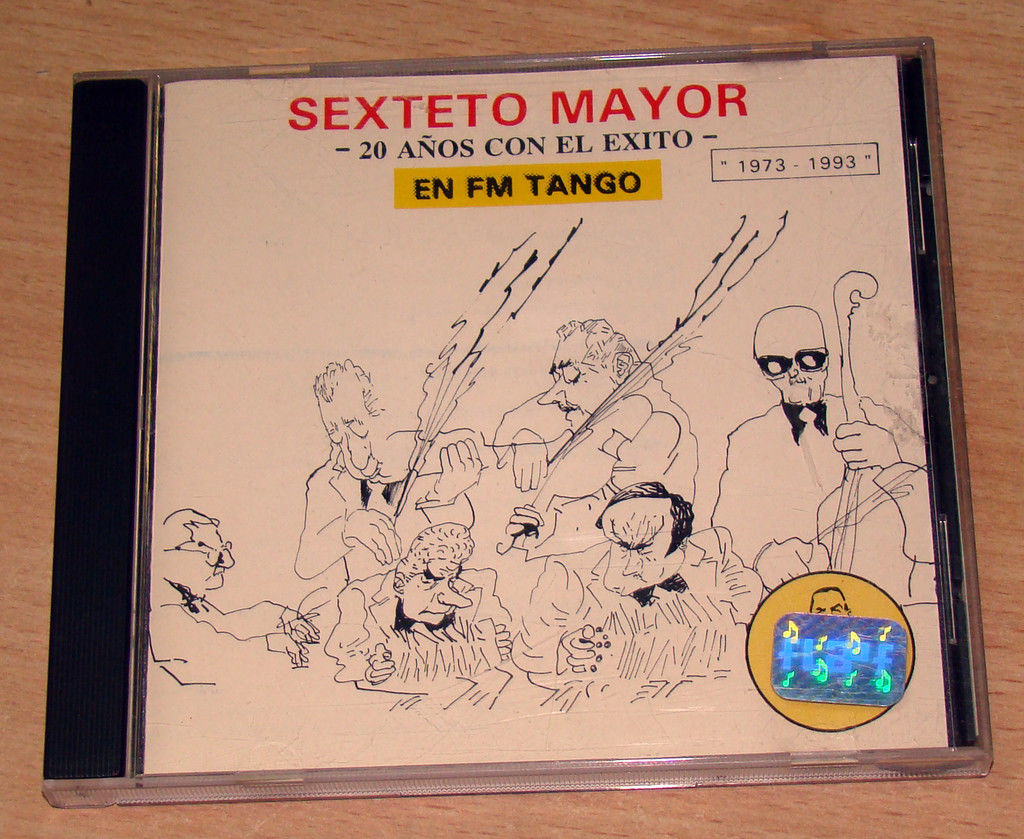 SEXTETO MAYOR
- 20 AÑOS CON EL EXITO -
EN FM TANGO
" 1973 - 1993 "